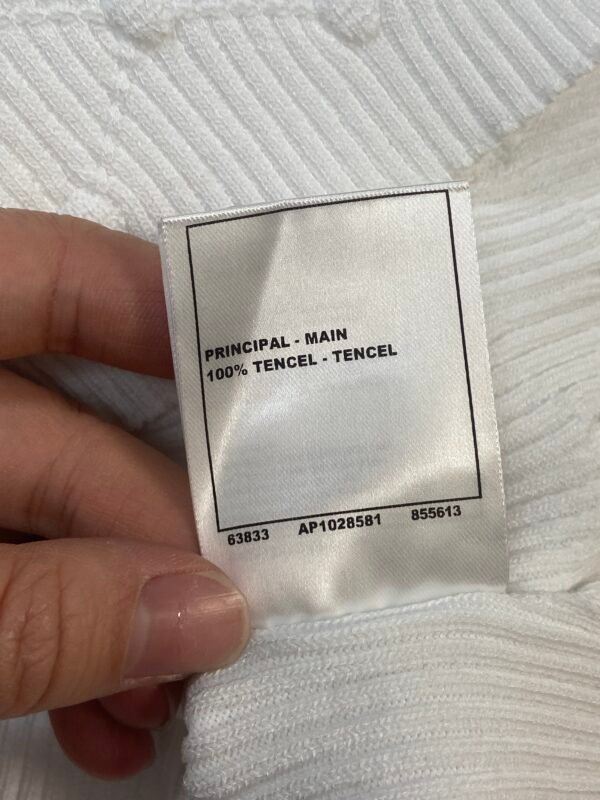 PRINCIPAL - MAIN
100% TENCEL - TENCEL
63833 AP1028581 855613